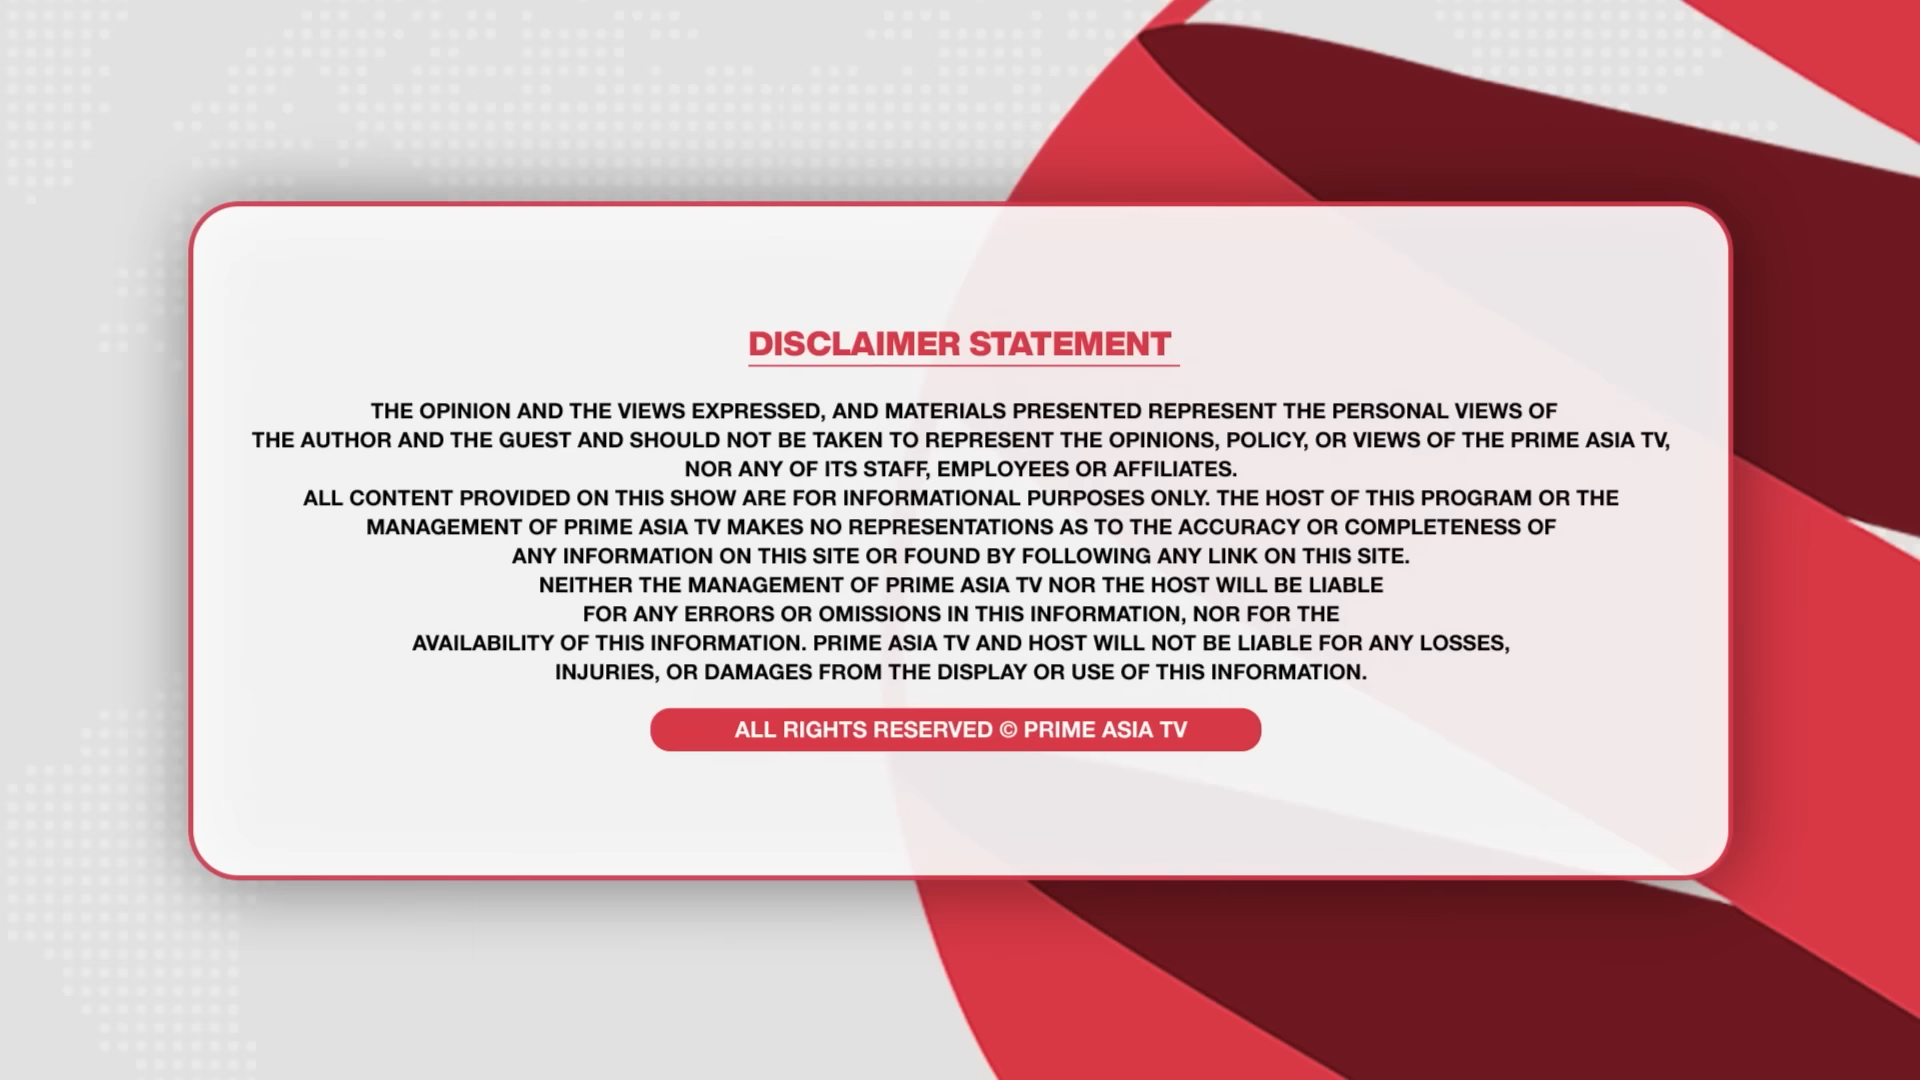 DISCLAIMER STATEMENT
THE OPINION AND THE VIEWS EXPRESSED, AND MATERIALS PRESENTED REPRESENT THE PERSONAL VIEWS OF
THE AUTHOR AND THE GUEST AND SHOULD NOT BE TAKEN TO REPRESENT THE OPINIONS, POLICY, OR VIEWS OF THE PRIME ASIA TV,
NOR ANY OF ITS STAFF, EMPLOYEES OR AFFILIATES.
ALL CONTENT PROVIDED ON THIS SHOW ARE FOR INFORMATIONAL PURPOSES ONLY. THE HOST OF THIS PROGRAM OR THE
MANAGEMENT OF PRIME ASIA TV MAKES NO REPRESENTATIONS AS TO THE ACCURACY OR COMPLETENESS OF
ANY INFORMATION ON THIS SITE OR FOUND BY FOLLOWING ANY LINK ON THIS SITE.
NEITHER THE MANAGEMENT OF PRIME ASIA TV NOR THE HOST WILL BE LIABLE
FOR ANY ERRORS OR OMISSIONS IN THIS INFORMATION, NOR FOR THE
AVAILABILITY OF THIS INFORMATION. PRIME ASIA TV AND HOST WILL NOT BE LIABLE FOR ANY LOSSES,
INJURIES, OR DAMAGES FROM THE DISPLAY OR USE OF THIS INFORMATION.
ALL RIGHTS RESERVED © PRIME ASIA TV